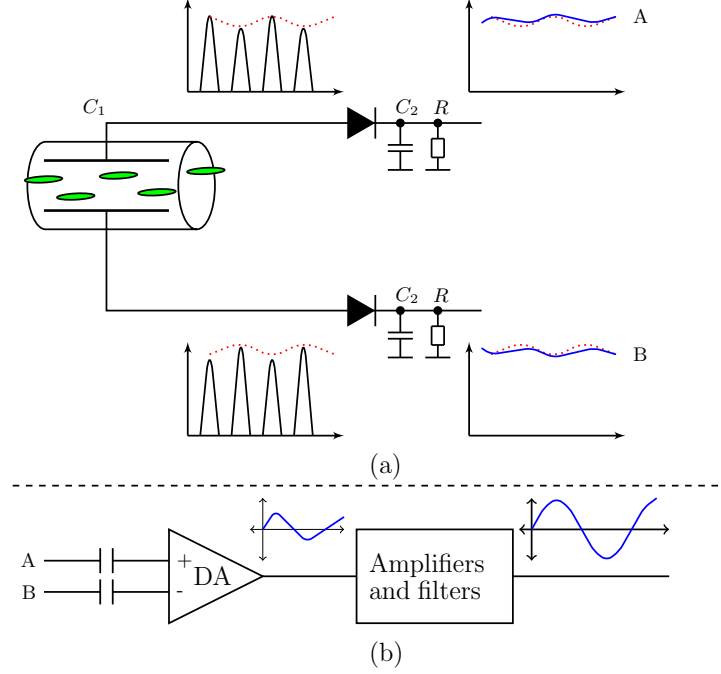 A
C₁
C₂ R
C₂ R
B
(a)
A
B
+
-
DA
Amplifiers
and filters
(b)